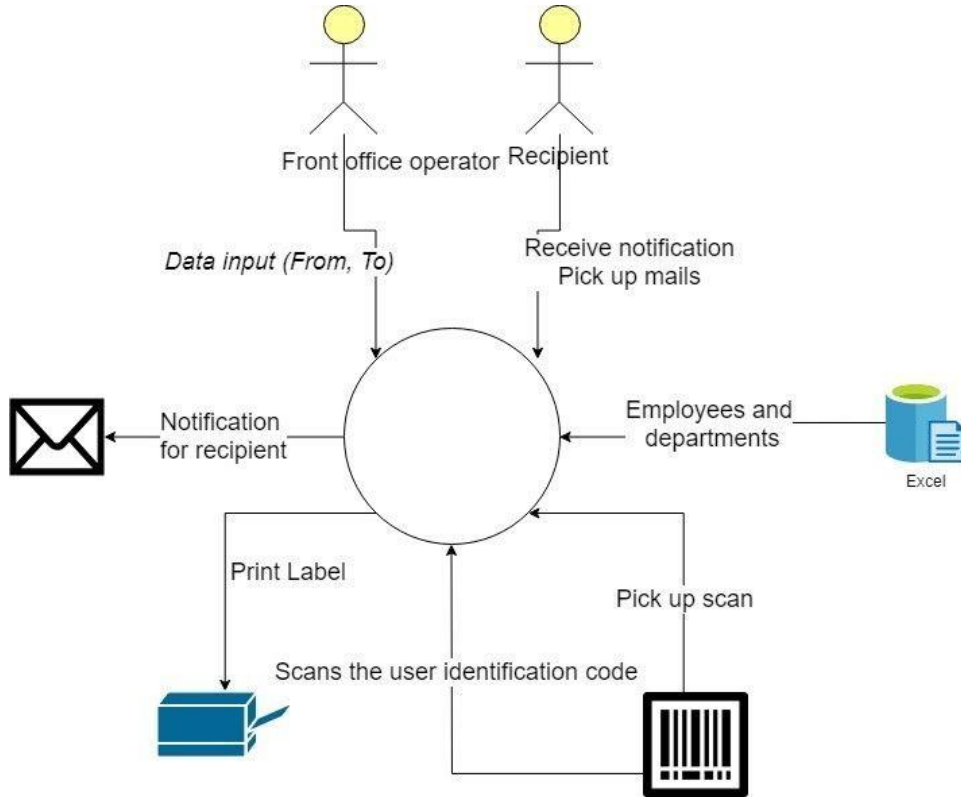 Front office operator
Recipient
Data input (From, To)
Receive notification
Pick up mails
Notification
for recipient
Employees and
departments
Excel
Print Label
Pick up scan
Scans the user identification code